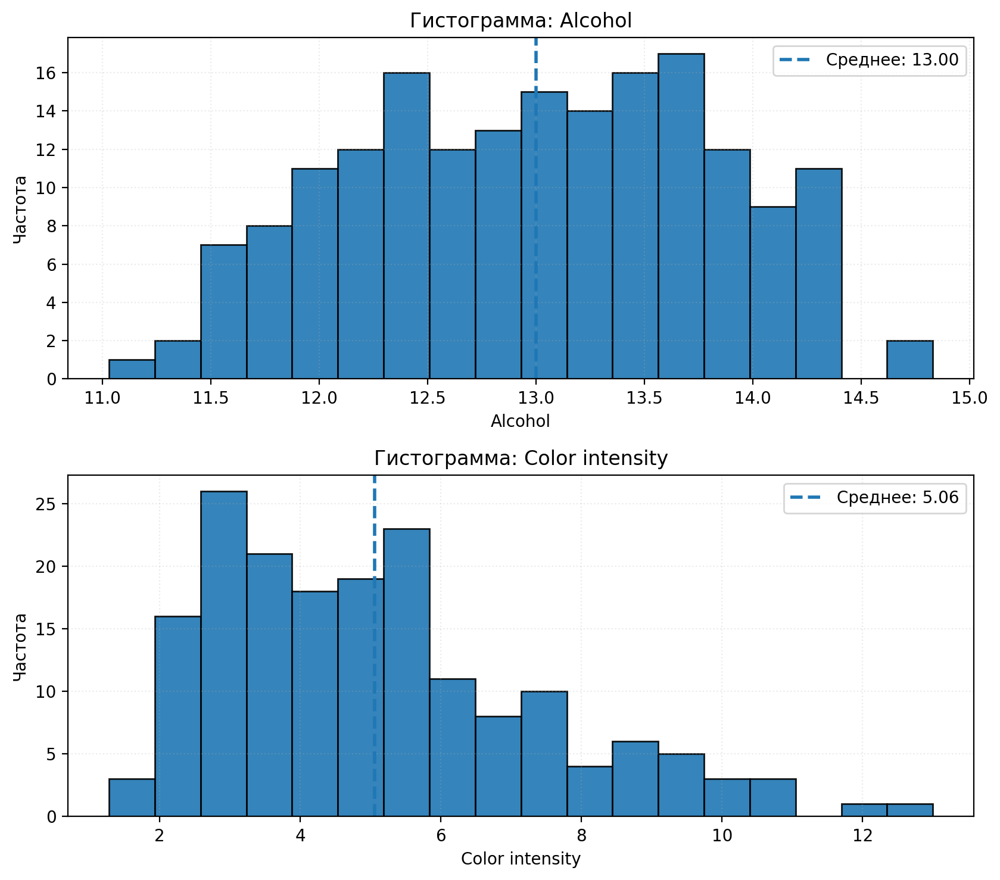 Гистограмма: Alcohol
Среднее: 13.00
Частота
16
14
12
10
8
6
4
2
0
11.0 11.5 12.0 12.5 13.0 13.5 14.0 14.5 15.0
Alcohol
Гистограмма: Color intensity
Среднее: 5.06
Частота
25
20
15
10
5
0
2 4 6 8 10 12
Color intensity